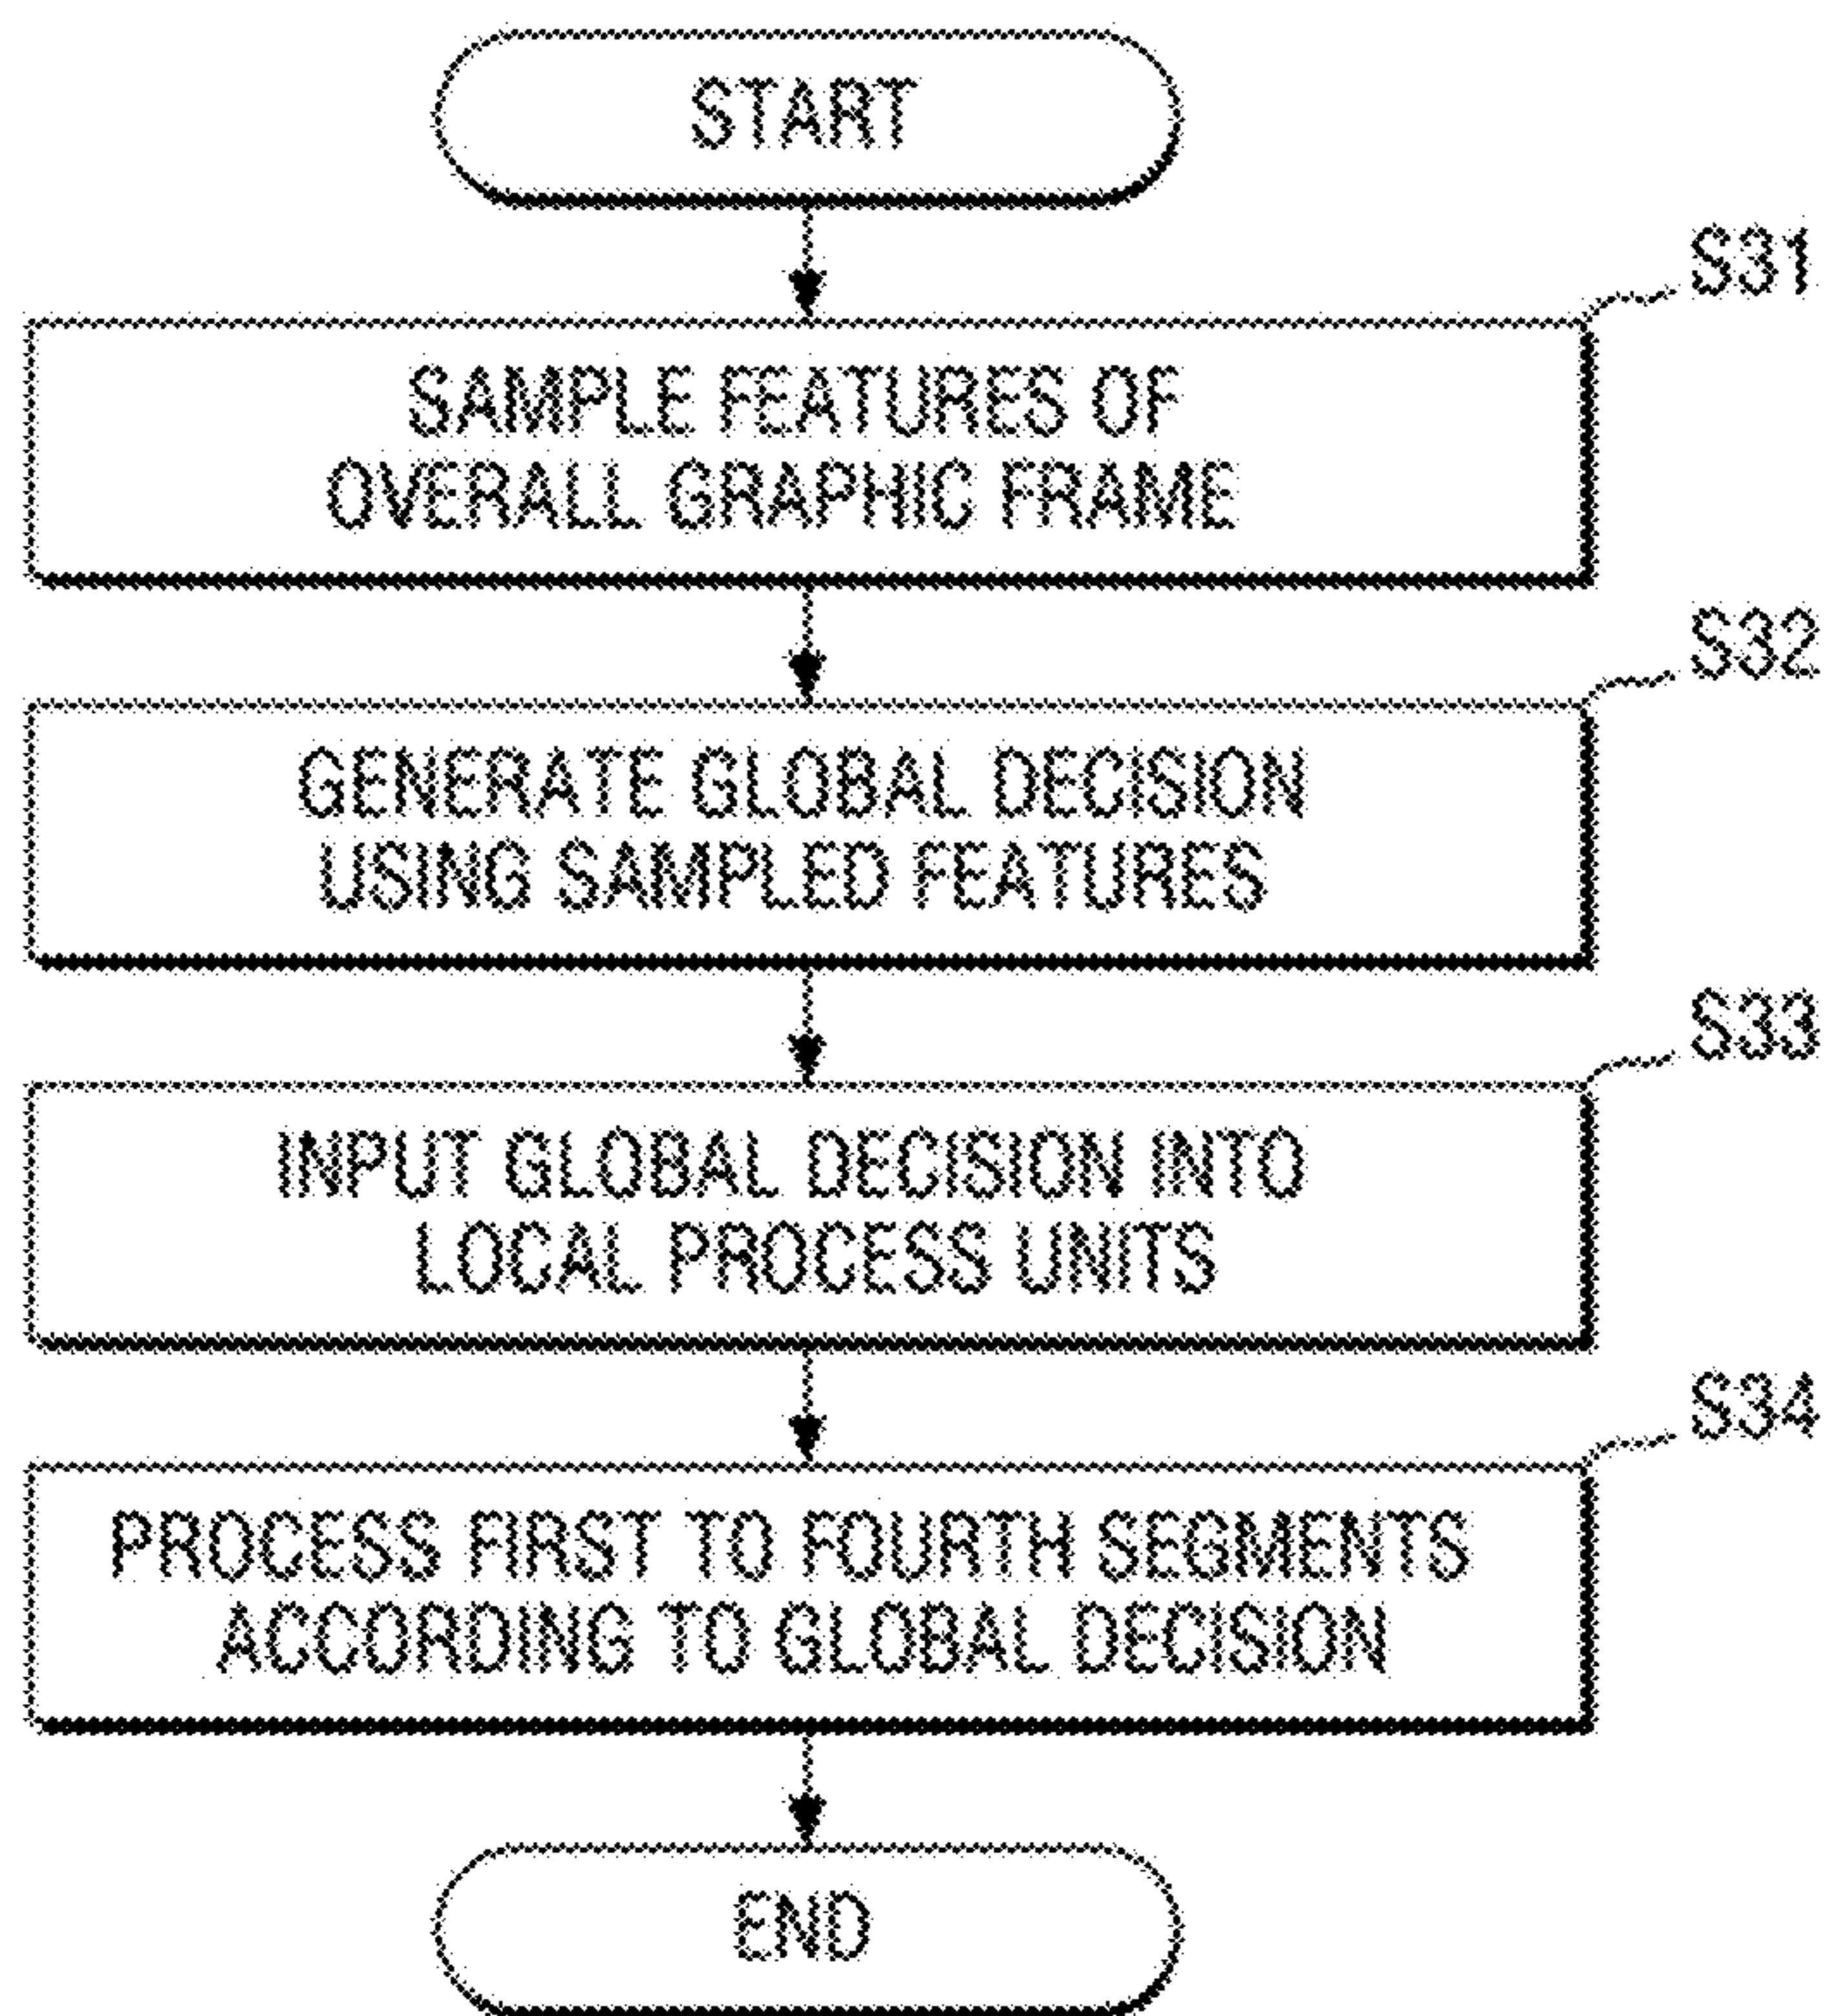 START
S31
SAMPLE FEATURES OF
OVERALL GRAPHIC FRAME
S32
GENERATE GLOBAL DECISION
USING SAMPLED FEATURES
S33
INPUT GLOBAL DECISION INTO
LOCAL PROCESS UNITS
S34
PROCESS FIRST TO FOURTH SEGMENTS
ACCORDING TO GLOBAL DECISION
END